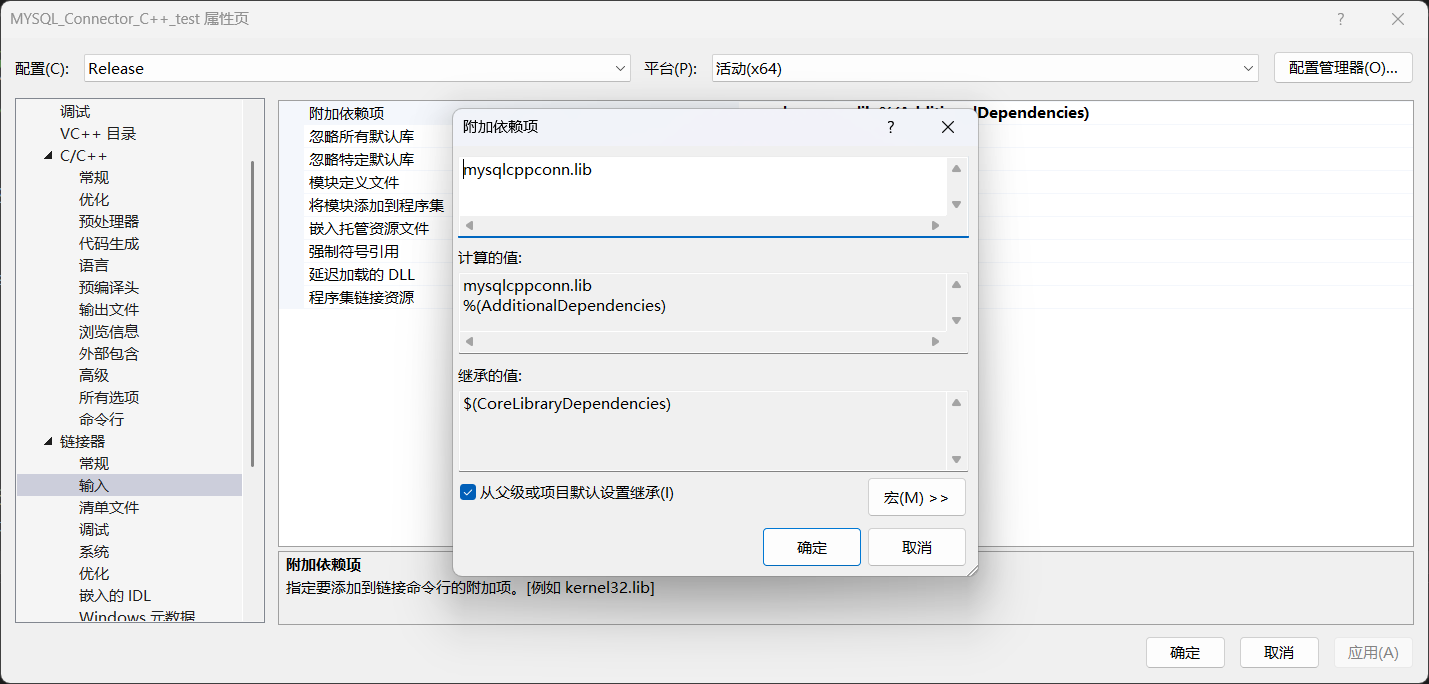 MYSQL_Connector_C++_test 属性页
配置(C):
Release
平台(P):
活动(x64)
配置管理器(O)...
调试
VC++ 目录
C/C++
常规
优化
预处理器
代码生成
语言
预编译头
输出文件
浏览信息
外部包含
高级
所有选项
命令行
链接器
常规
输入
清单文件
调试
系统
优化
嵌入的 IDL
Windows 元数据
附加依赖项
忽略所有默认库
忽略特定默认库
模块定义文件
将模块添加到程序集
嵌入托管资源文件
强制符号引用
延迟加载的 DLL
程序集链接资源
Dependencies)
附加依赖项
?
mysqlcppconn.lib
计算的值:
mysqlcppconn.lib
%(AdditionalDependencies)
继承的值:
$(CoreLibraryDependencies)
从父级或项目默认设置继承(I)
宏(M) >>
确定
取消
附加依赖项
指定要添加到链接命令行的附加项。[例如 kernel32.lib]
确定
取消
应用(A)